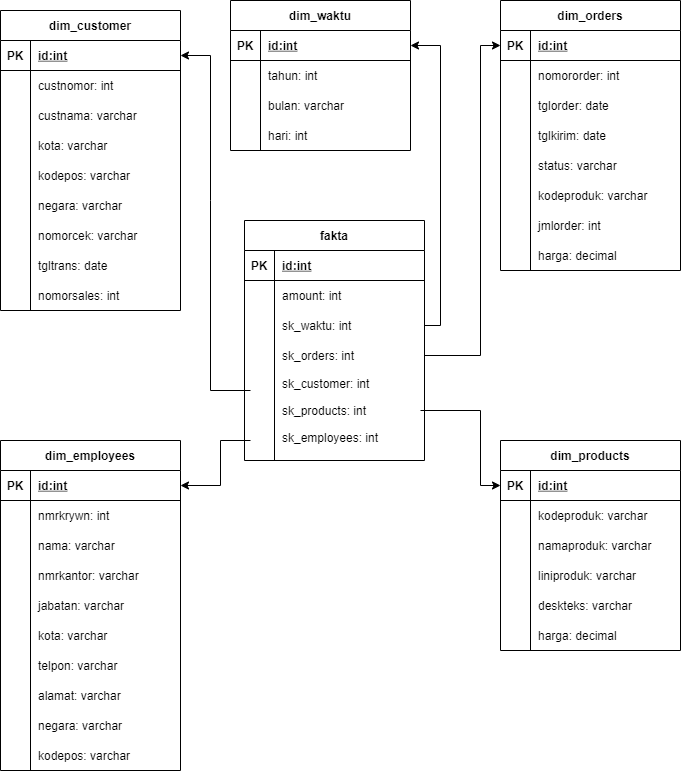 dim_customer
PK id:int
custnomor: int
custnama: varchar
kota: varchar
kodepos: varchar
negara: varchar
nomorcek: varchar
tgltrans: date
nomorsales: int
dim_waktu
PK id:int
tahun: int
bulan: varchar
hari: int
dim_orders
PK id:int
nomororder: int
tglorder: date
tglkirim: date
status: varchar
kodeproduk: varchar
jmlorder: int
harga: decimal
fakta
PK id:int
amount: int
sk_waktu: int
sk_orders: int
sk_customer: int
sk_products: int
sk_employees: int
dim_employees
PK id:int
nmrkrywn: int
nama: varchar
nmrkantor: varchar
jabatan: varchar
kota: varchar
telpon: varchar
alamat: varchar
negara: varchar
kodepos: varchar
dim_products
PK id:int
kodeproduk: varchar
namaproduk: varchar
liniproduk: varchar
deskteks: varchar
harga: decimal